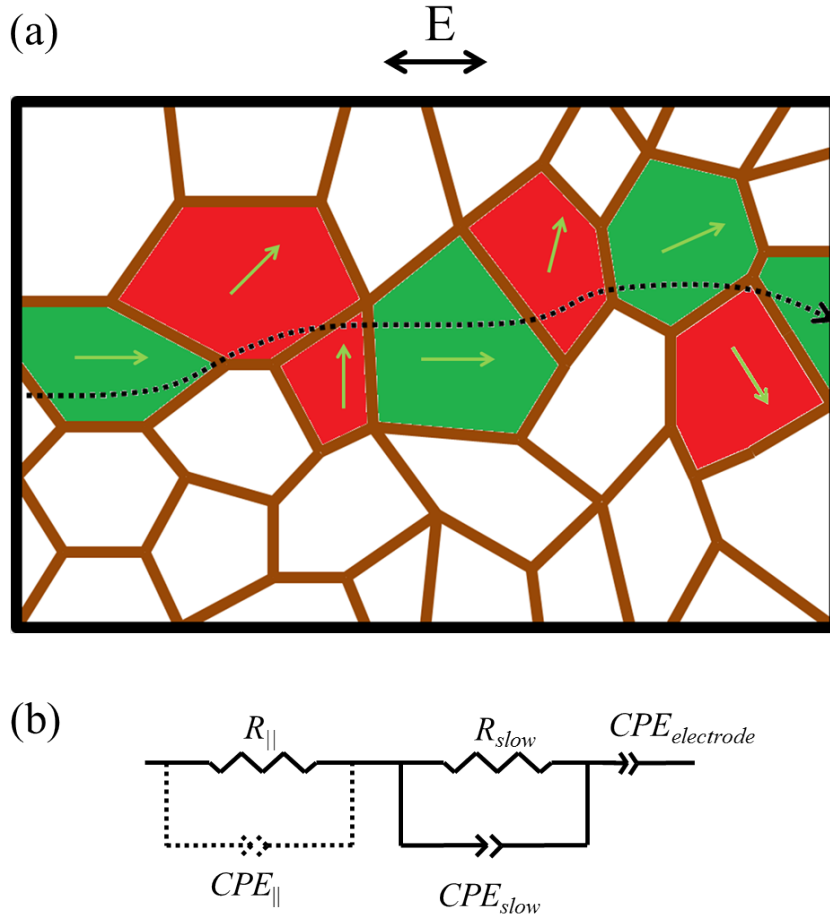 (a)
E
(b)
R||
Rslow
CPEelectrode
CPE||
CPEslow